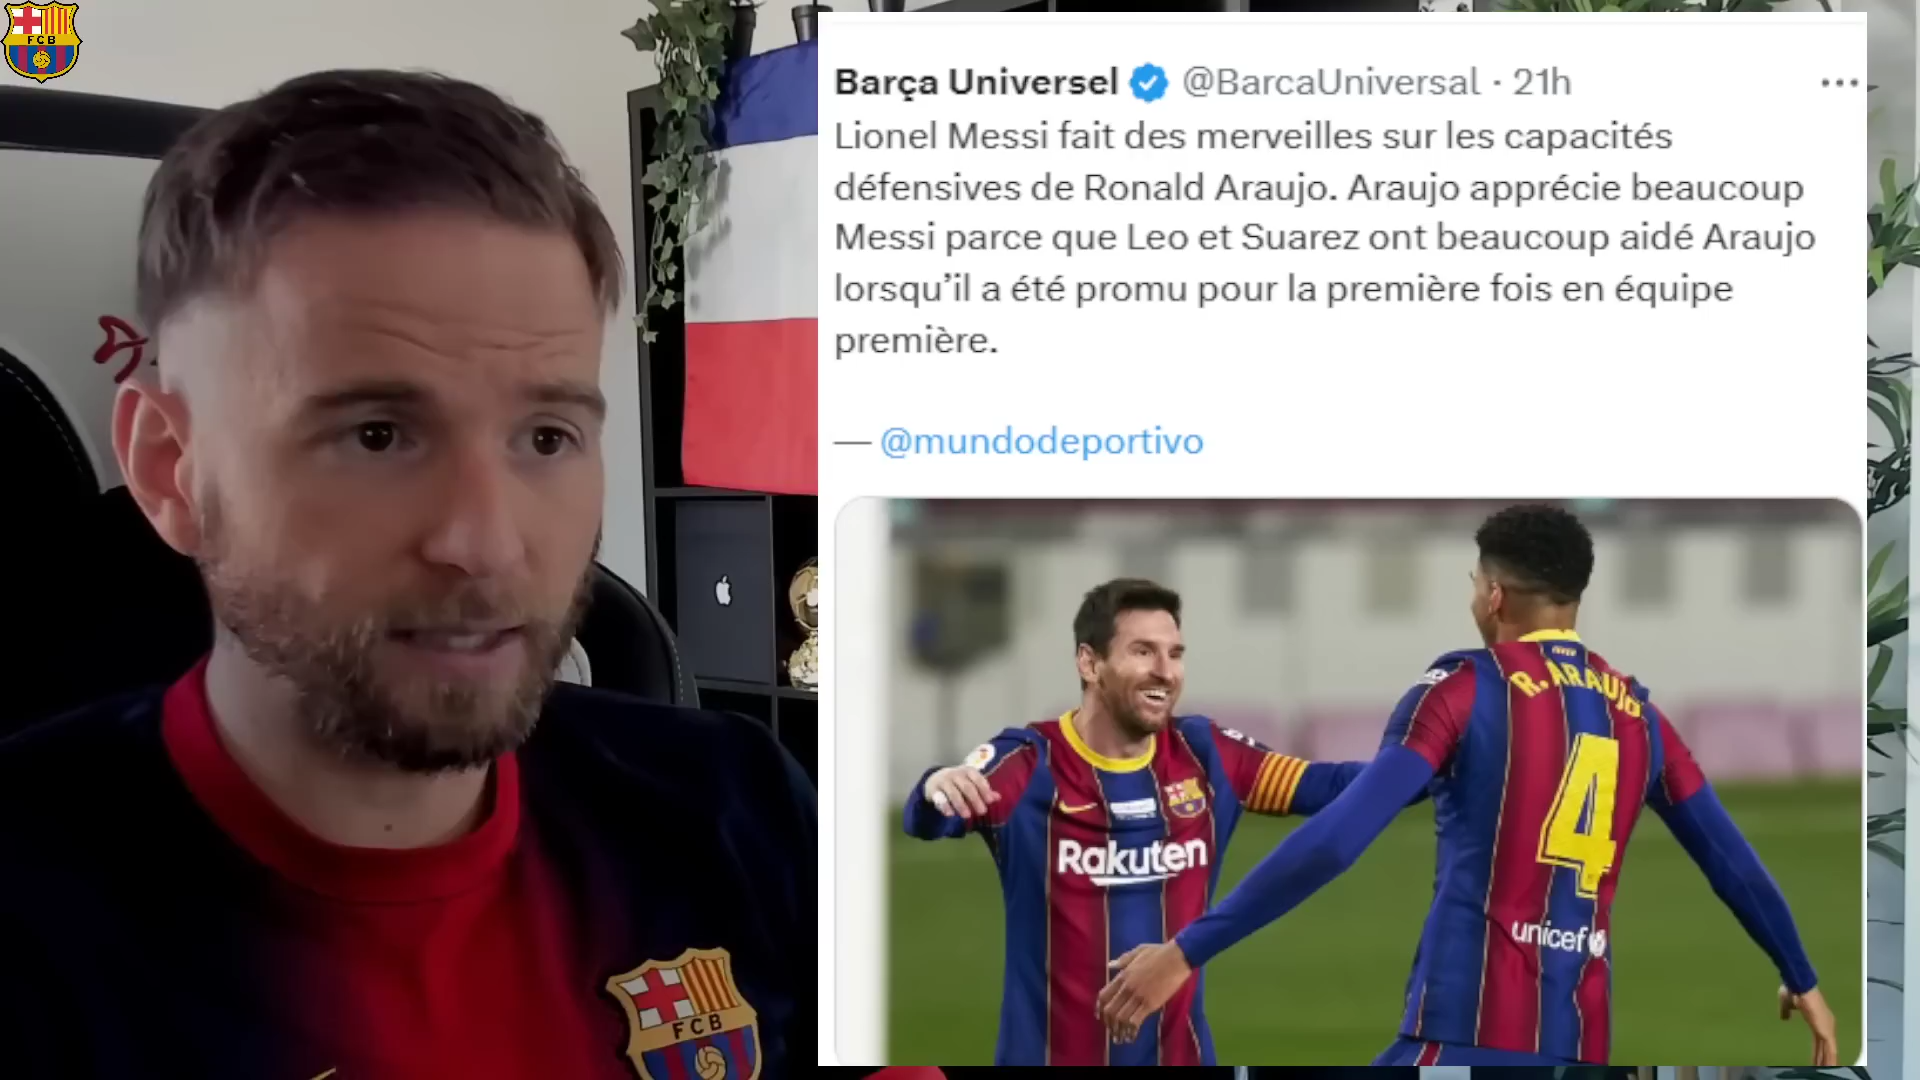 FCB
Barça Universel @BarcaUniversal · 21h
Lionel Messi fait des merveilles sur les capacités
défensives de Ronald Araujo. Araujo apprécie beaucoup
Messi parce que Leo et Suarez ont beaucoup aidé Araujo
lorsqu’il a été promu pour la première fois en équipe
première.
— @mundodeportivo
R. ARAUJO
4
Rakuten
unicef
FCB